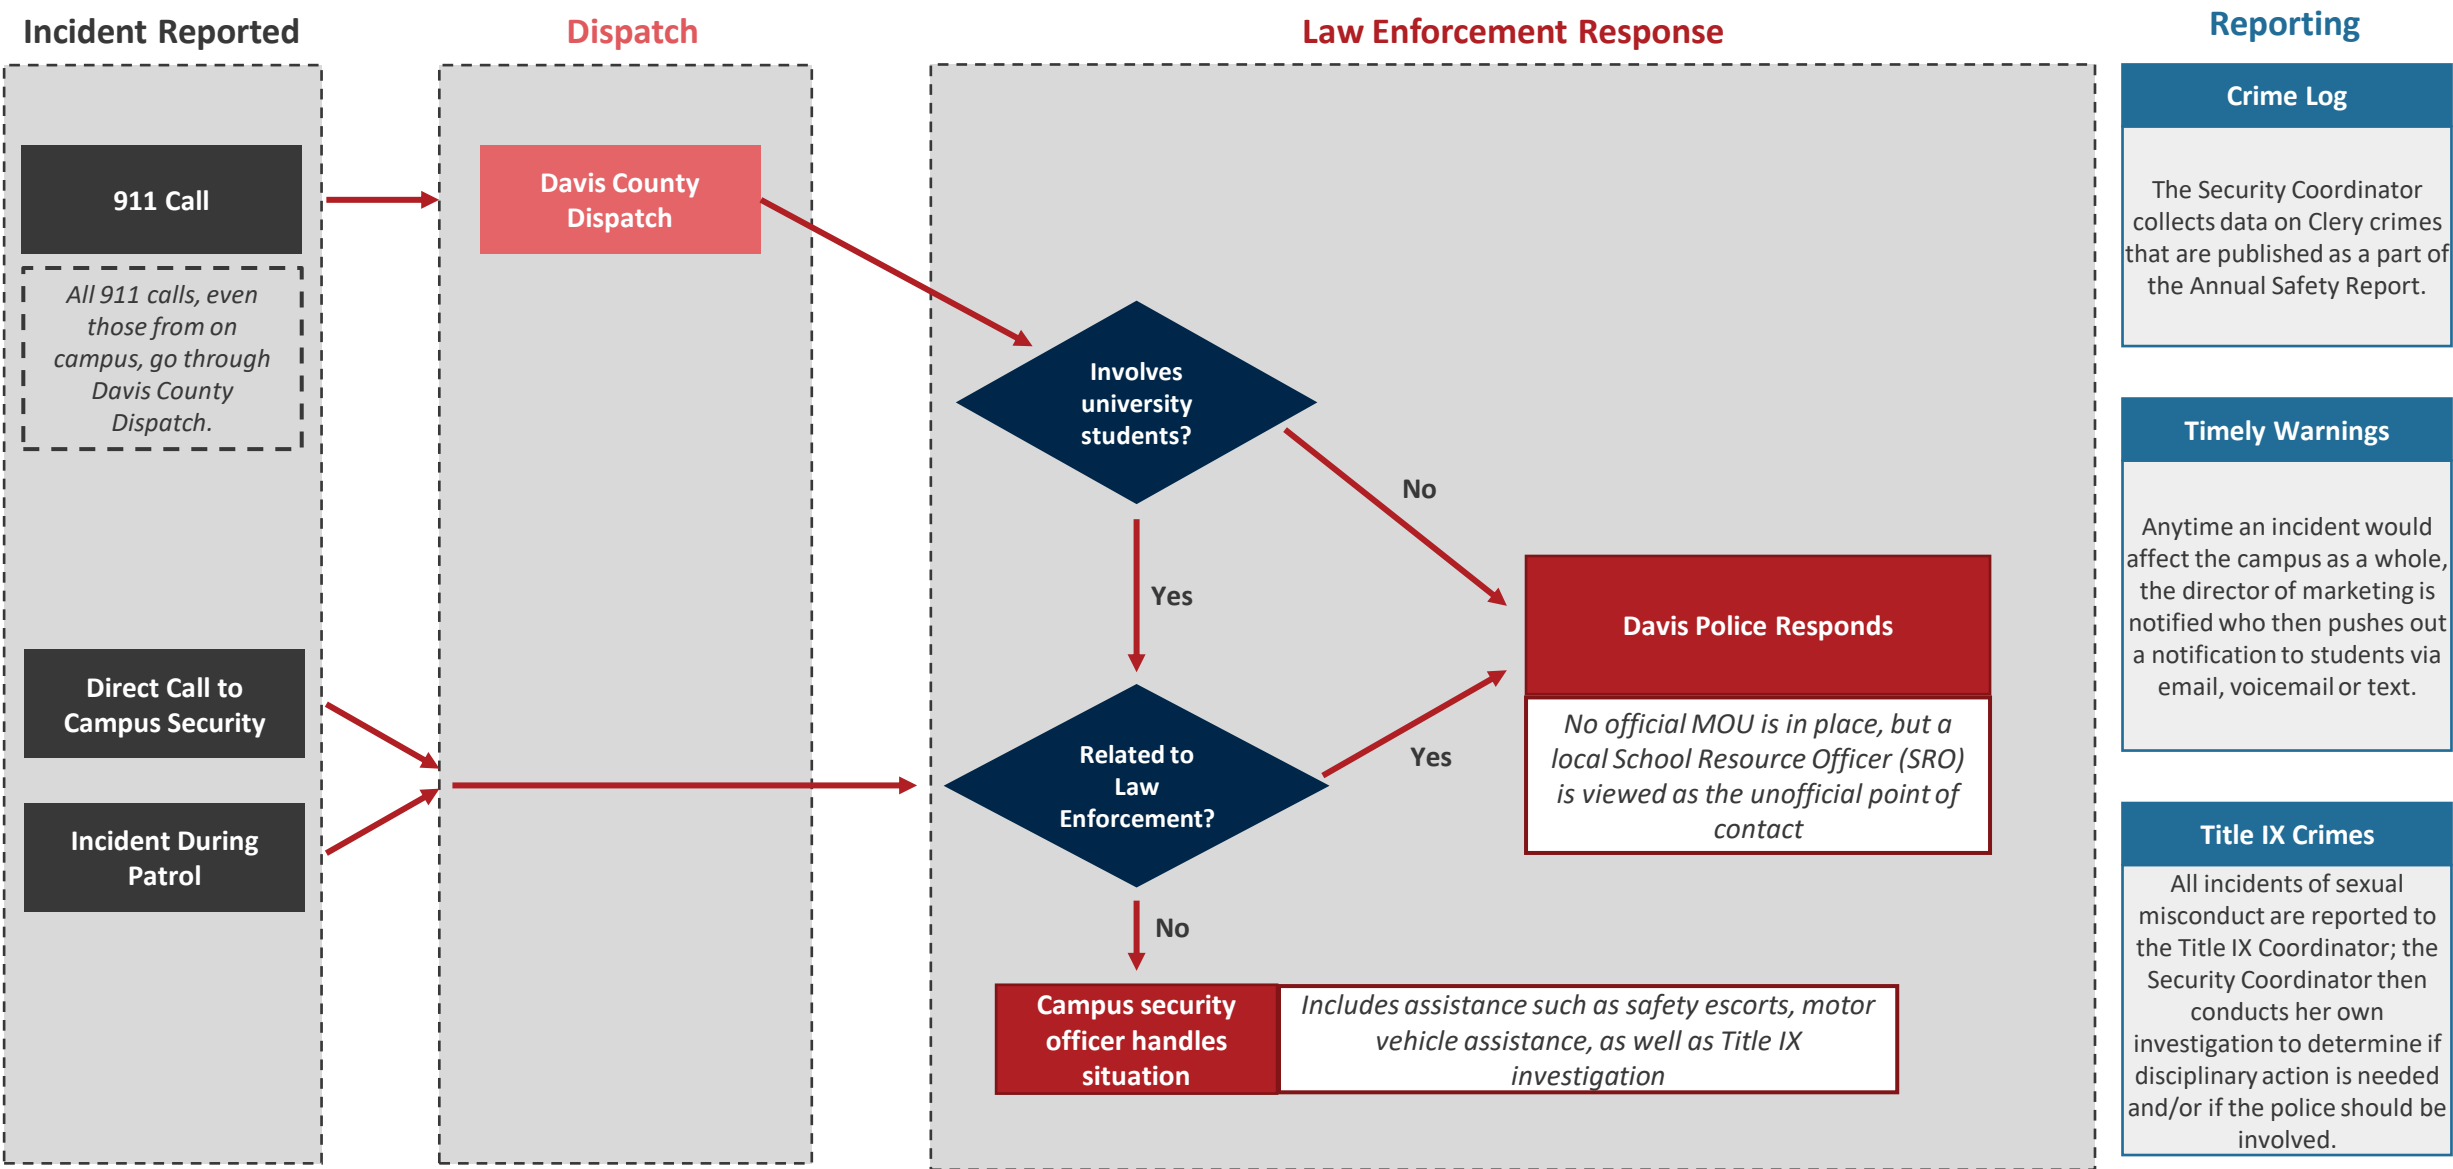 Incident Reported
Dispatch
Law Enforcement Response
Reporting
911 Call
All 911 calls, even
those from on
campus, go through
Davis County
Dispatch.
Direct Call to
Campus Security
Incident During
Patrol
Davis County
Dispatch
Involves
university
students?
No
Yes
Related to
Law
Enforcement?
Yes
No
Davis Police Responds
No official MOU is in place, but a
local School Resource Officer (SRO)
is viewed as the unofficial point of
contact
Campus security
officer handles
situation
Includes assistance such as safety escorts, motor
vehicle assistance, as well as Title IX
investigation
Crime Log
The Security Coordinator
collects data on Clery crimes
that are published as a part of
the Annual Safety Report.
Timely Warnings
Anytime an incident would
affect the campus as a whole,
the director of marketing is
notified who then pushes out
a notification to students via
email, voicemail or text.
Title IX Crimes
All incidents of sexual
misconduct are reported to
the Title IX Coordinator; the
Security Coordinator then
conducts her own
investigation to determine if
disciplinary action is needed
and/or if the police should be
involved.